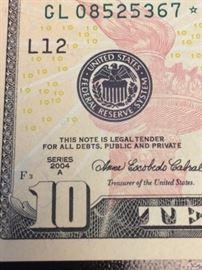 GL 08525367 ★
L12
UNITED STATES
FEDERAL RESERVE SYSTEM
THIS NOTE IS LEGAL TENDER
FOR ALL DEBTS, PUBLIC AND PRIVATE
SERIES
2004
A
F 3
Anna Escobedo Cabral
Treasurer of the United States.
10
TE